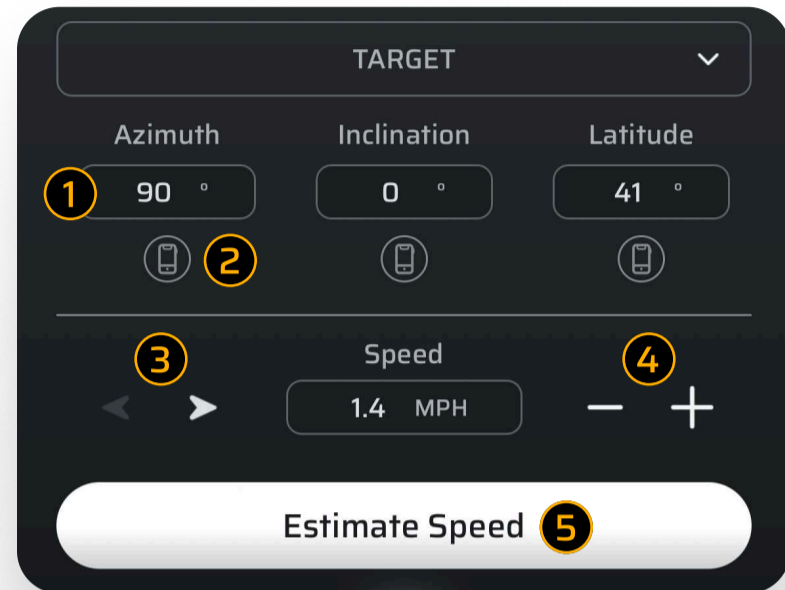 TARGET
Azimuth Inclination Latitude
1 90 ° 0 ° 41 °
2
3 Speed 4
1.4 MPH − +
Estimate Speed 5